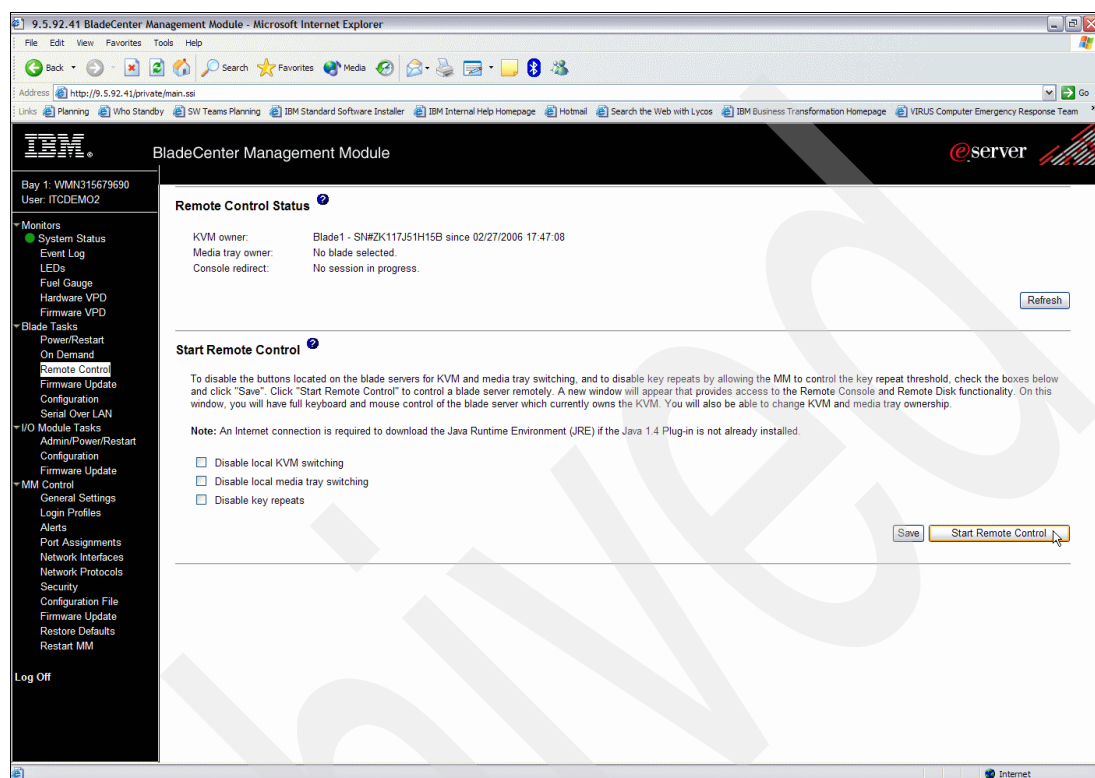 9.5.92.41 BladeCenter Management Module - Microsoft Internet Explorer
File Edit View Favorites Tools Help
Back Search Favorites Media
Address http://9.5.92.41/private/main.ssi Go
Links Planning Who Standby SW Teams Planning IBM Standard Software Installer IBM Internal Help Homepage Hotmail Search the Web with Lycos IBM Business Transformation Homepage VIRUS Computer Emergency Response Team »
IBM® BladeCenter Management Module eserver
Bay 1: WMN315679690
User: ITCDEMO2
Monitors
System Status
Event Log
LEDs
Fuel Gauge
Hardware VPD
Firmware VPD
Blade Tasks
Power/Restart
On Demand
Remote Control
Firmware Update
Configuration
Serial Over LAN
I/O Module Tasks
Admin/Power/Restart
Configuration
Firmware Update
MM Control
General Settings
Login Profiles
Alerts
Port Assignments
Network Interfaces
Network Protocols
Security
Configuration File
Firmware Update
Restore Defaults
Restart MM
Log Off
Remote Control Status ?
KVM owner: Blade1 - SN#ZK117J51H15B since 02/27/2006 17:47:08
Media tray owner: No blade selected.
Console redirect: No session in progress.
Refresh
Start Remote Control ?
To disable the buttons located on the blade servers for KVM and media tray switching, and to disable key repeats by allowing the MM to control the key repeat threshold, check the boxes below
and click "Save". Click "Start Remote Control" to control a blade server remotely. A new window will appear that provides access to the Remote Console and Remote Disk functionality. On this
window, you will have full keyboard and mouse control of the blade server which currently owns the KVM. You will also be able to change KVM and media tray ownership.
Note: An Internet connection is required to download the Java Runtime Environment (JRE) if the Java 1.4 Plug-in is not already installed.
Disable local KVM switching
Disable local media tray switching
Disable key repeats
Save Start Remote Control
Internet
hived